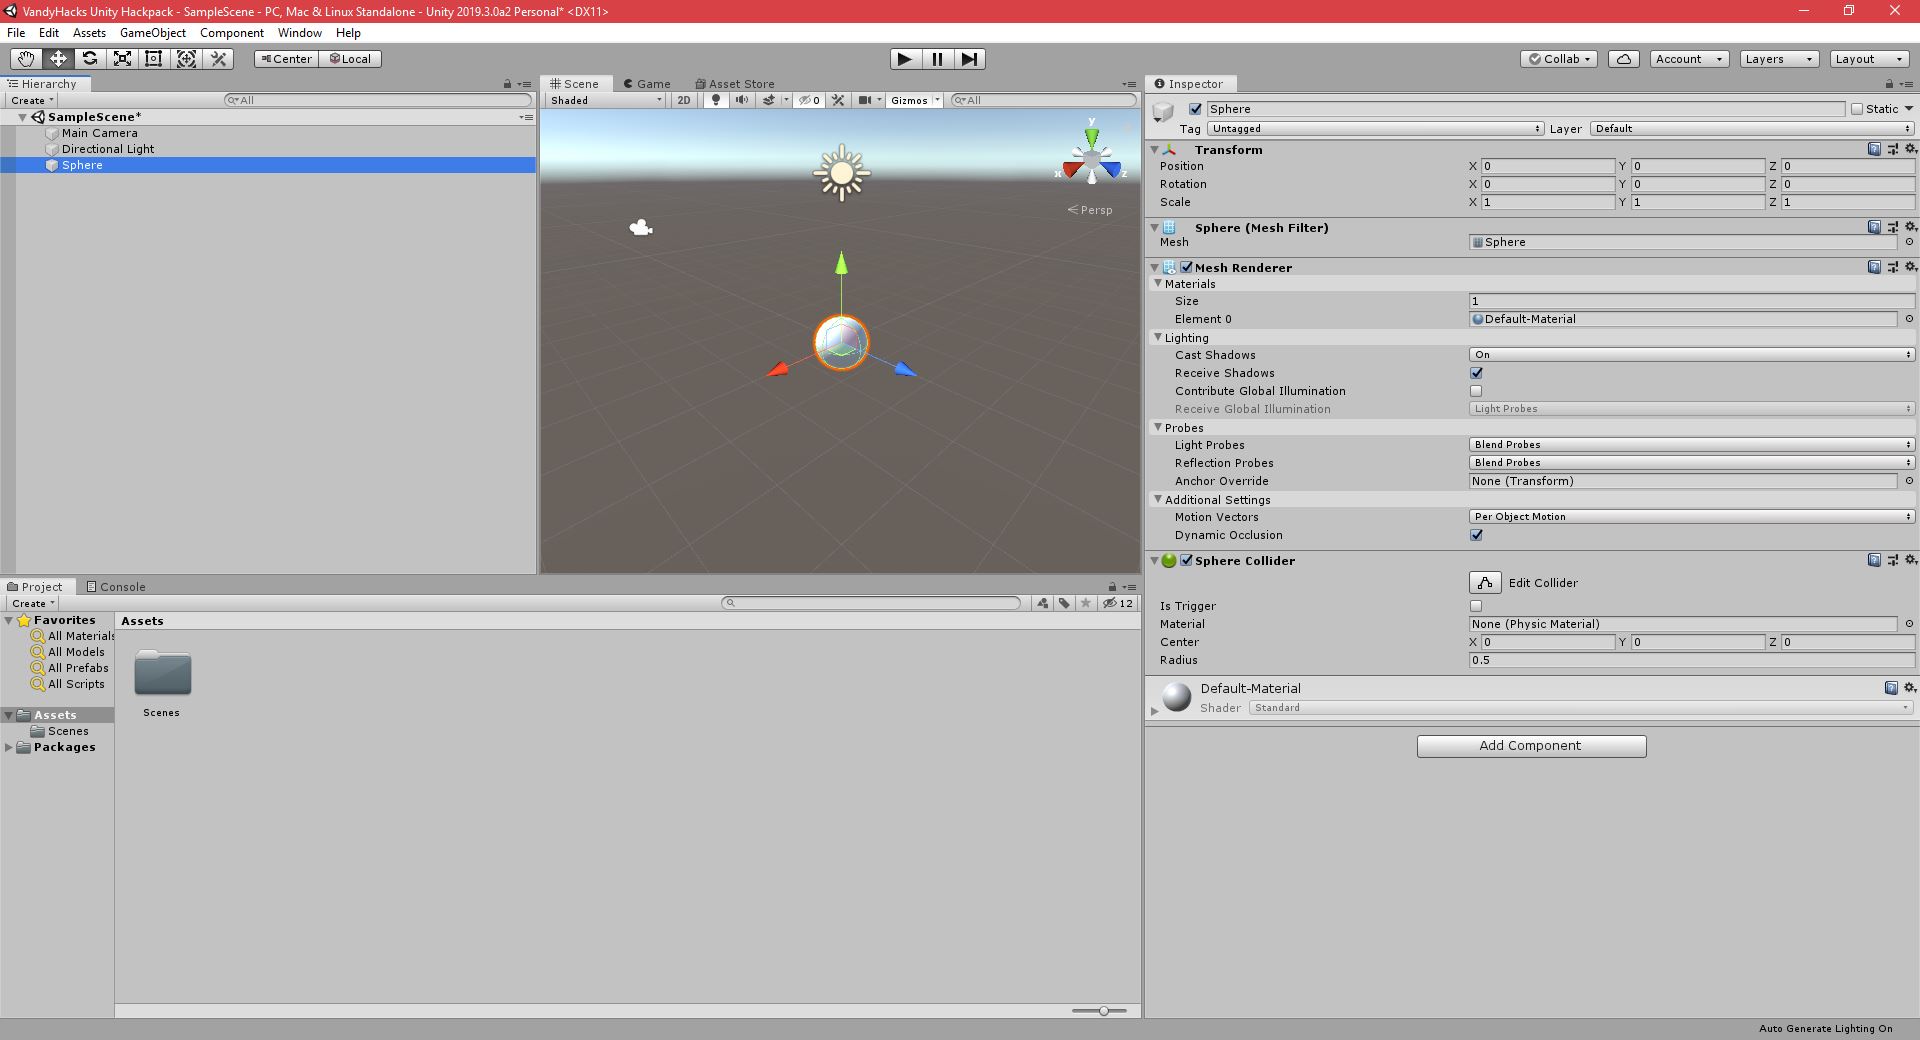 VandyHacks Unity Hackpack - SampleScene - PC, Mac & Linux Standalone - Unity 2019.3.0a2 Personal* <DX11>
File Edit Assets GameObject Component Window Help
Center Local Collab Account Layers Layout
Hierarchy
Create All
SampleScene*
Main Camera
Directional Light
Sphere
Scene Game Asset Store
Shaded 2D 0 Gizmos All
y
x z
Persp
Inspector
Sphere Static
Tag Untagged Layer Default
Transform
Position X 0 Y 0 Z 0
Rotation X 0 Y 0 Z 0
Scale X 1 Y 1 Z 1
Sphere (Mesh Filter)
Mesh Sphere
Mesh Renderer
Materials
Size 1
Element 0 Default-Material
Lighting
Cast Shadows On
Receive Shadows
Contribute Global Illumination
Receive Global Illumination Light Probes
Probes
Light Probes Blend Probes
Reflection Probes Blend Probes
Anchor Override None (Transform)
Additional Settings
Motion Vectors Per Object Motion
Dynamic Occlusion
Sphere Collider
Edit Collider
Is Trigger
Material None (Physic Material)
Center X 0 Y 0 Z 0
Radius 0.5
Default-Material
Shader Standard
Add Component
Project Console
Create 12
Favorites
All Materials
All Models
All Prefabs
All Scripts
Assets
Scenes
Packages
Assets
Scenes
Auto Generate Lighting On